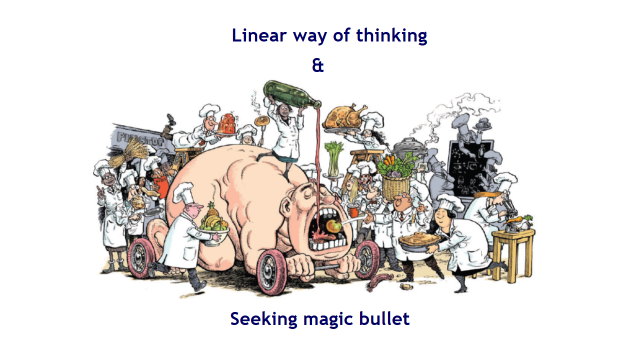 Linear way of thinking
&
Seeking magic bullet